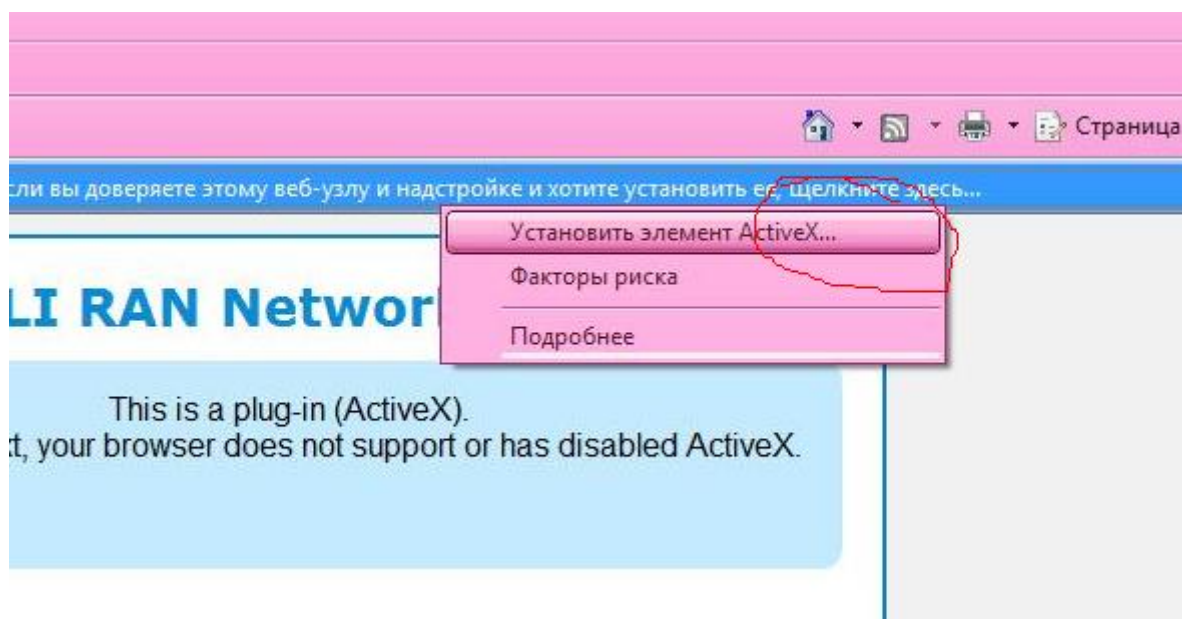 Страница
сли вы доверяете этому веб-узлу и надстройке и хотите установить ее, щелкните здесь...
Установить элемент ActiveX...
Факторы риска
Подробнее
LI RAN Networ
This is a plug-in (ActiveX).
t, your browser does not support or has disabled ActiveX.